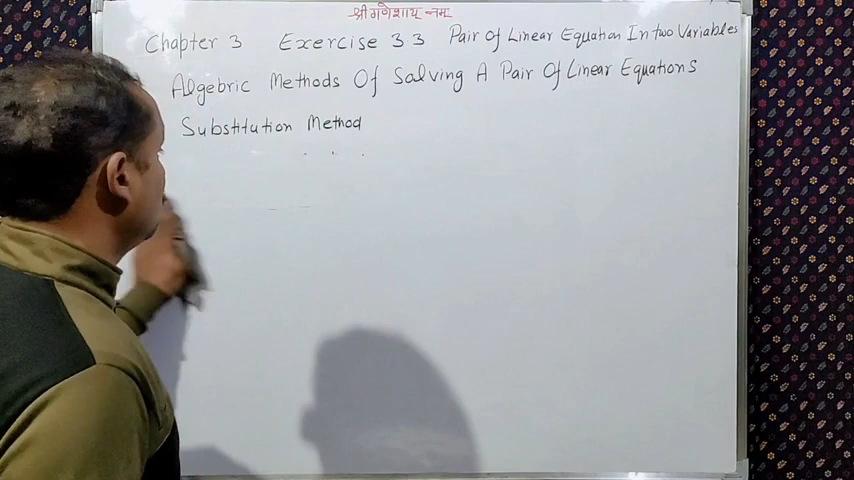 श्री गणेशाय नमः
Chapter 3 Exercise 3 3 Pair Of Linear Equation In two Variables
Algebric Methods Of Solving A Pair Of Linear Equations
Substitution Method